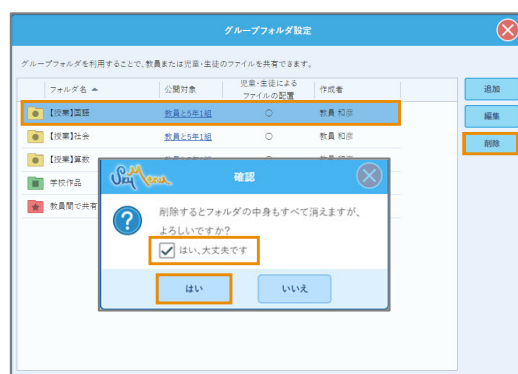 グループフォルダ設定
グループフォルダを利用することで、教員または児童・生徒のファイルを共有できます。
フォルダ名 公開対象 児童・生徒による ファイルの配置 作成者
追加
【授業】国語 教員と5年1組 ○ 教員 和彦
編集
【授業】社会 教員と5年1組 ○ 教員 和彦
削除
【授業】算数
学校作品
教員間で共有
SkyMenu 確認
削除するとフォルダの中身もすべて消えますが、
よろしいですか?
はい、大丈夫です
はい いいえ